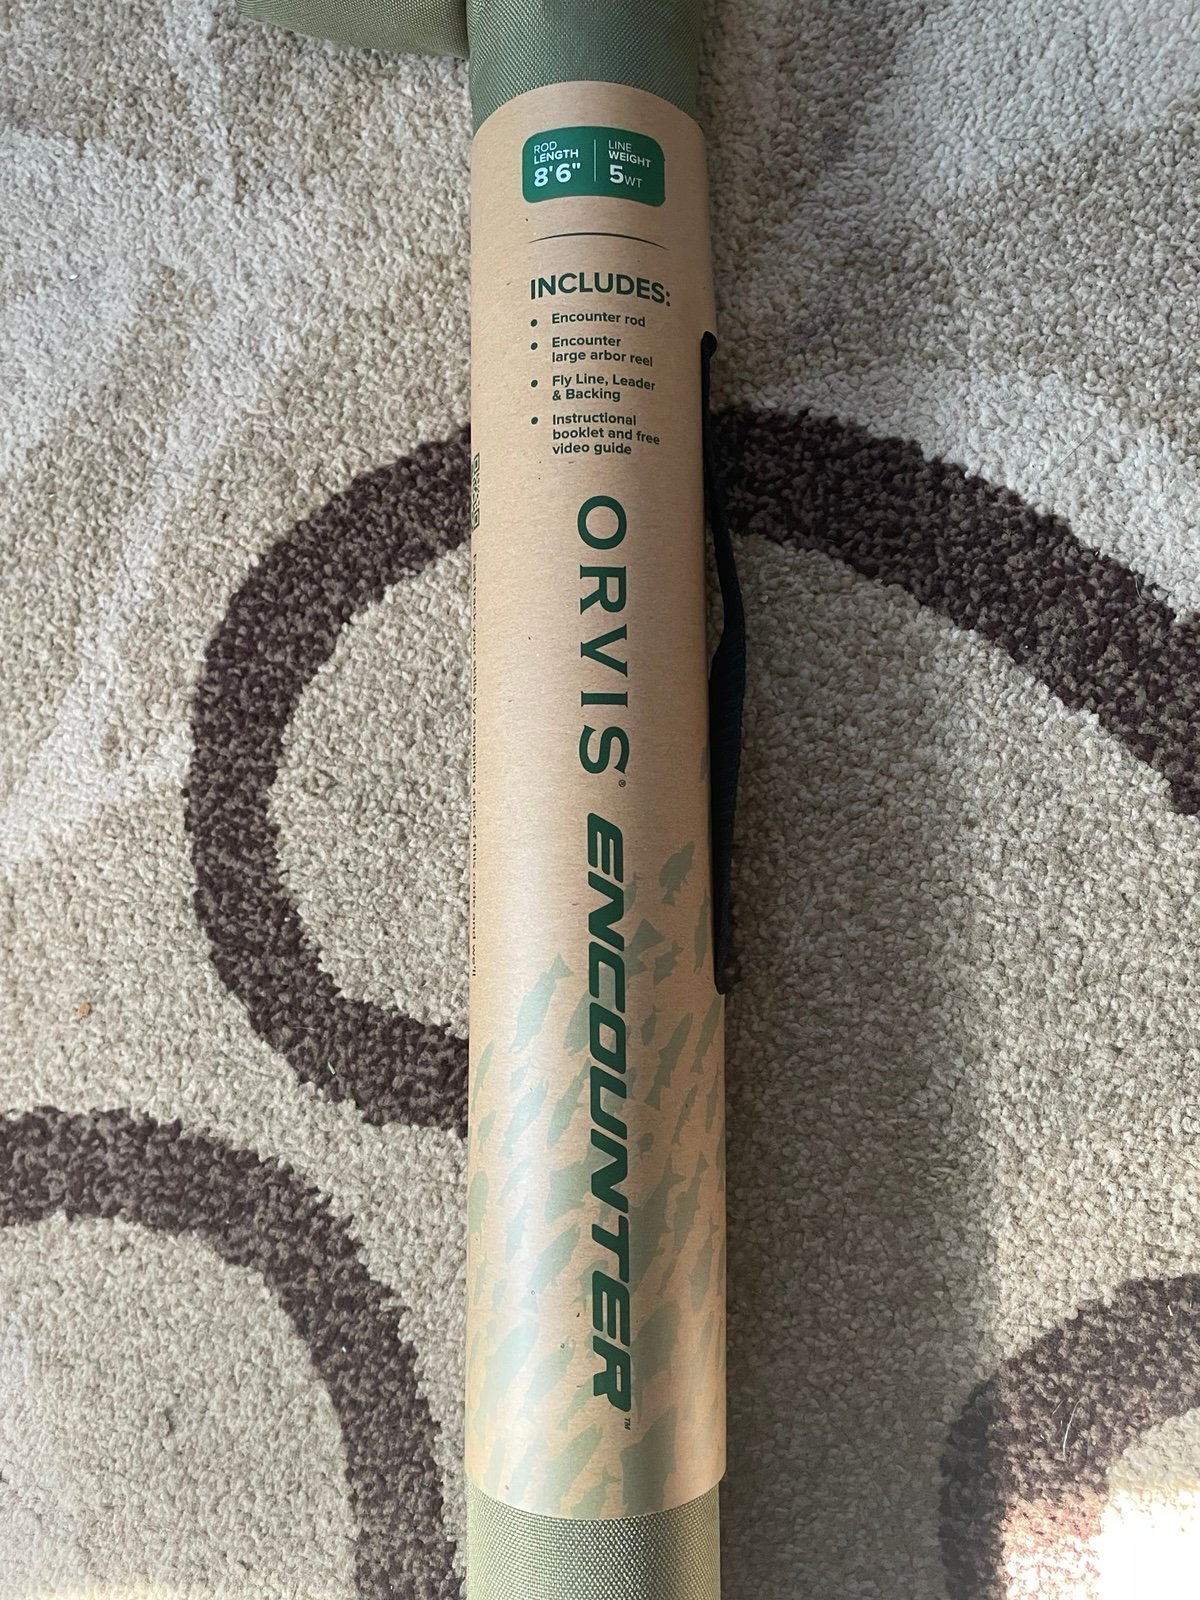 ROD
LENGTH
8'6"
LINE
WEIGHT
5WT
INCLUDES:
• Encounter rod
• Encounter
large arbor reel
• Fly Line, Leader
& Backing
• Instructional
booklet and free
video guide
ORVIS® ENCOUNTER™